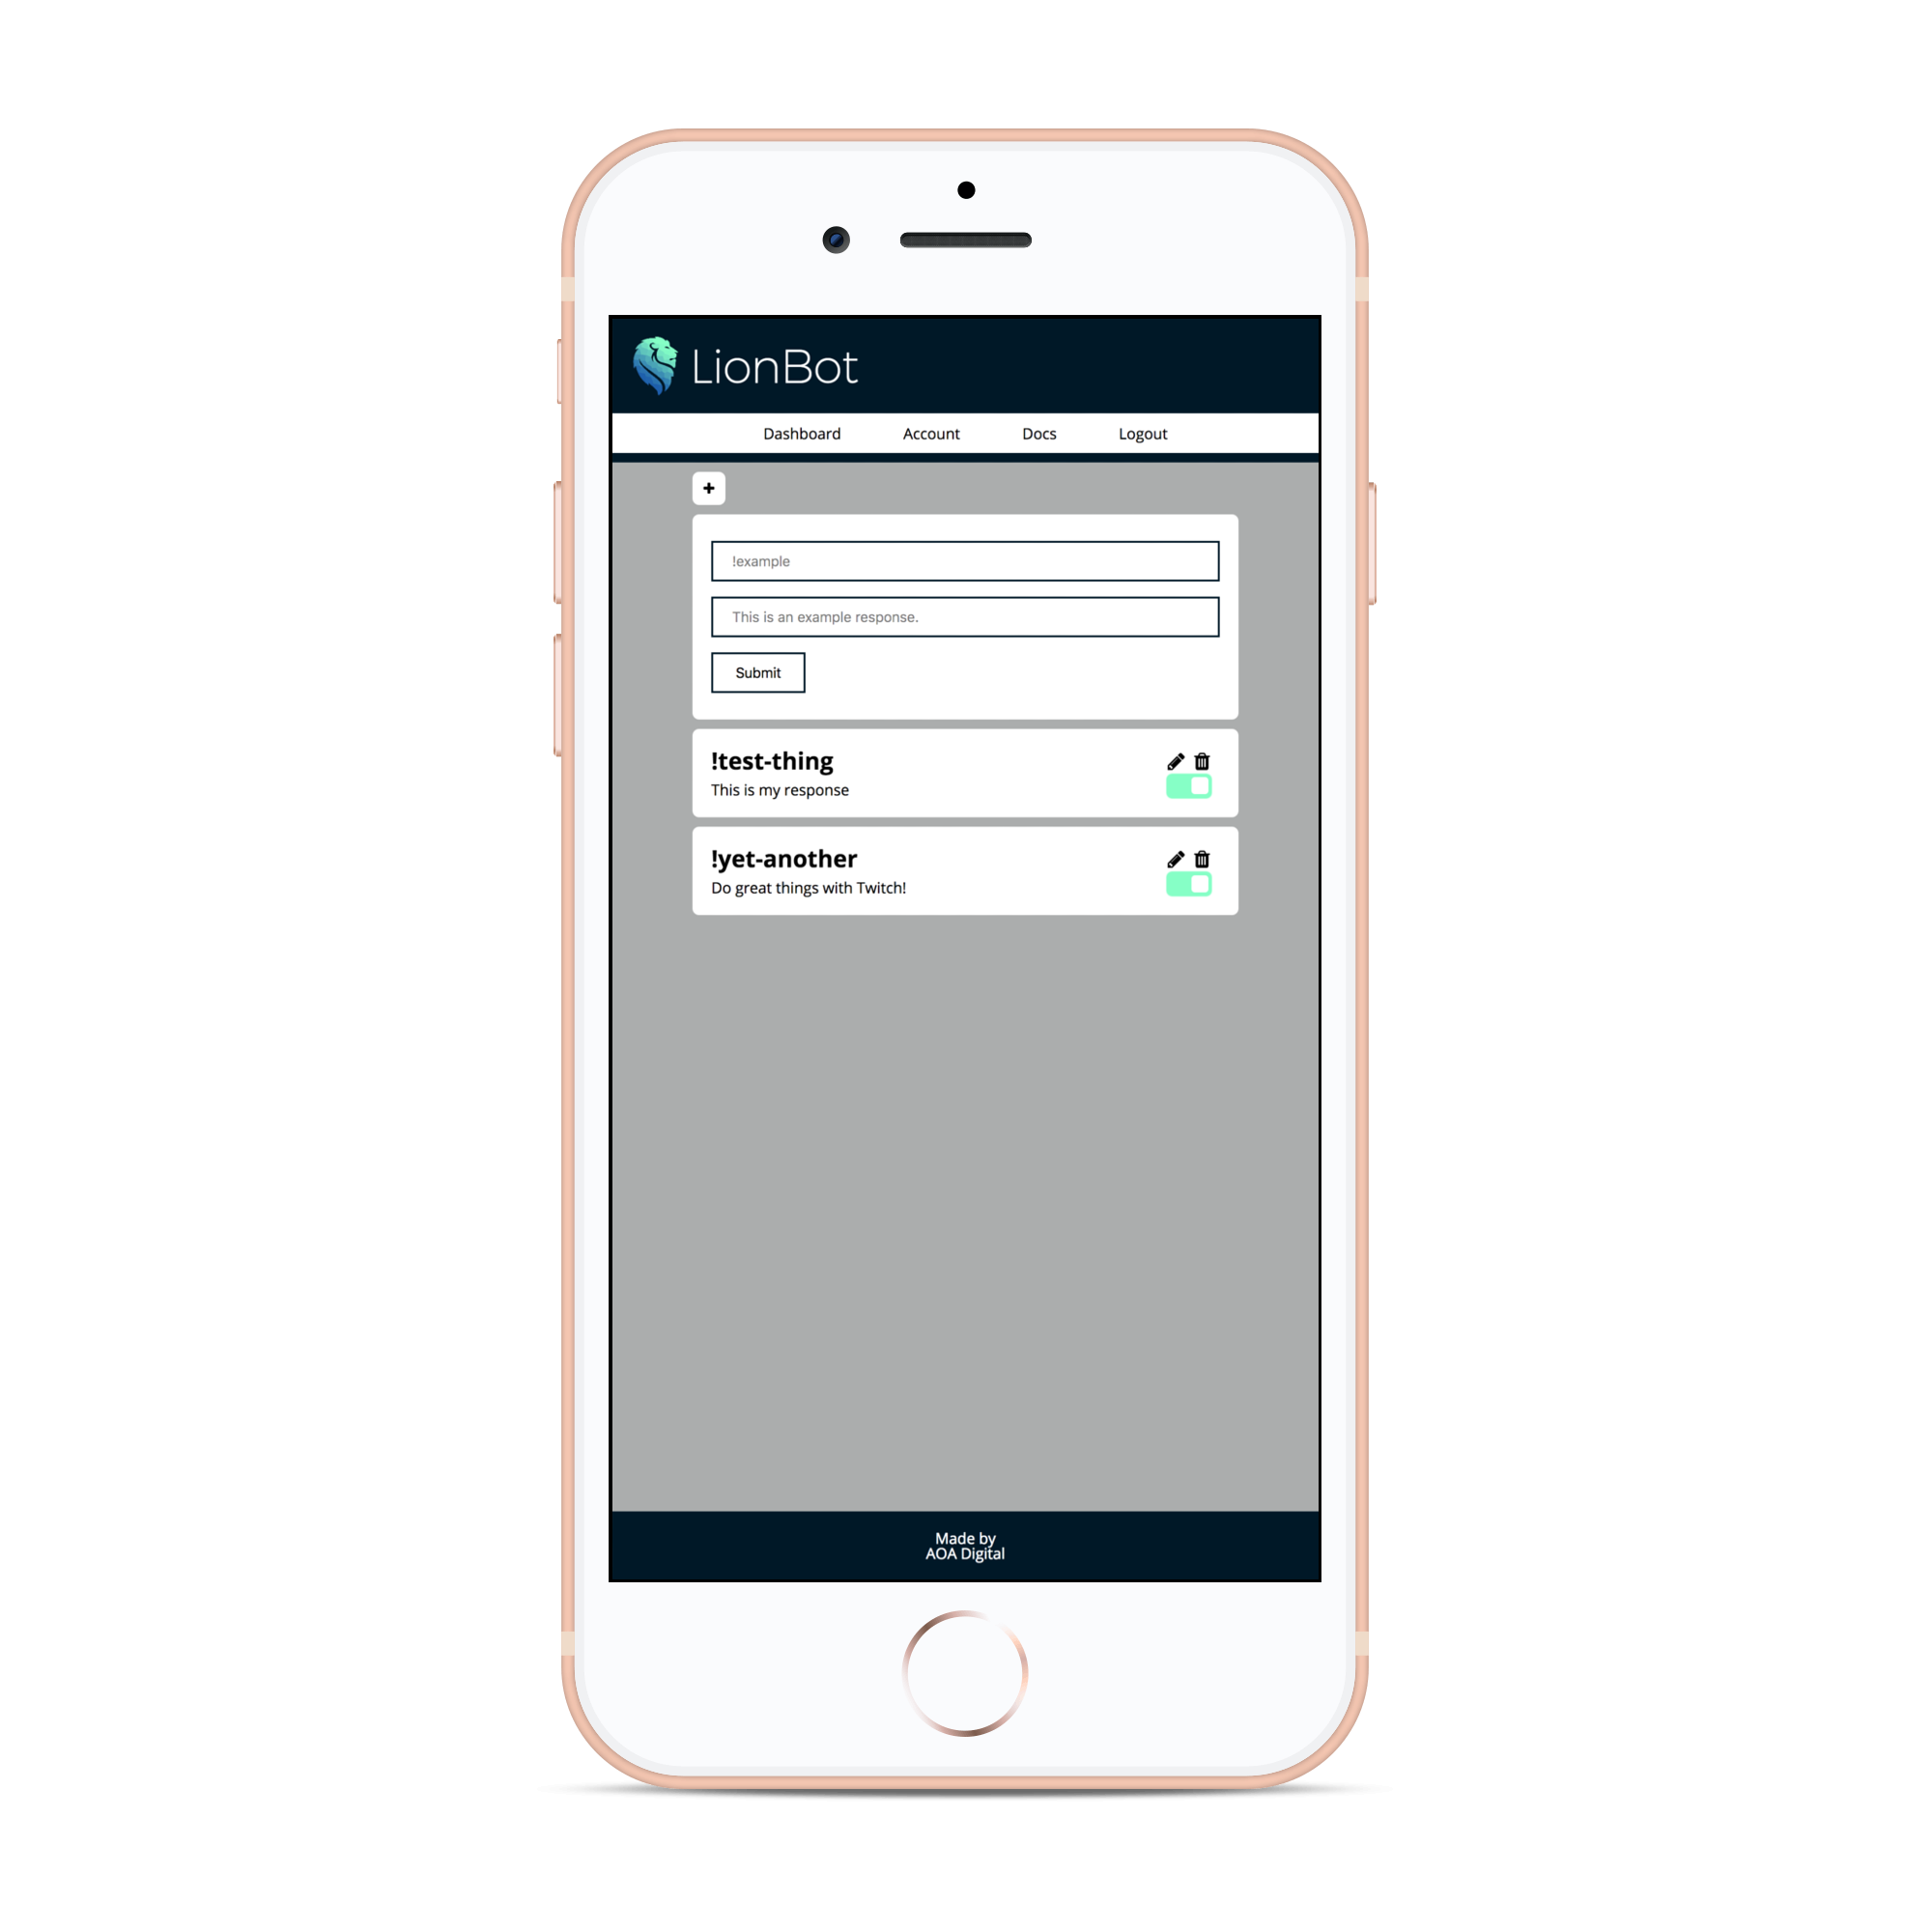 LionBot
Dashboard Account Docs Logout
+
!example
This is an example response.
Submit
!test-thing
This is my response
!yet-another
Do great things with Twitch!
Made by
AOA Digital